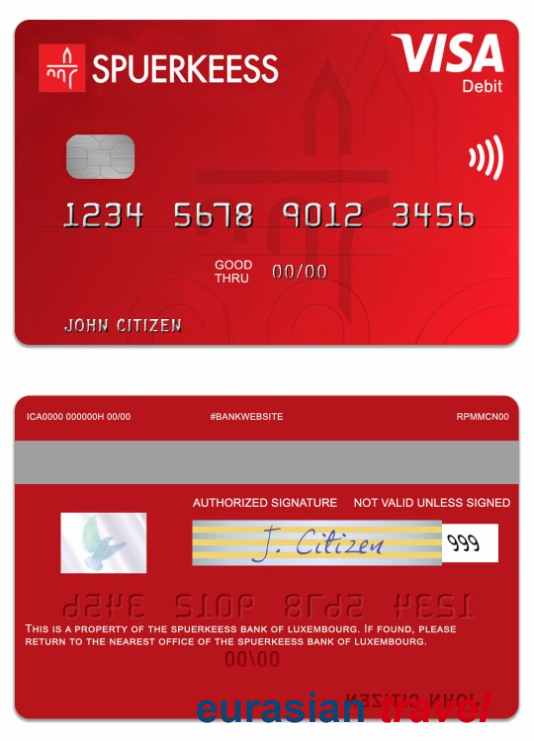 SPUERKEESS
VISA
Debit
1234 5678 9012 3456
GOOD
THRU 00/00
JOHN CITIZEN
ICA0000 000000H 00/00 #BANKWEBSITE RPMMCN00
AUTHORIZED SIGNATURE NOT VALID UNLESS SIGNED
J. Citizen 999
THIS IS A PROPERTY OF THE SPUERKEESS BANK OF LUXEMBOURG. IF FOUND, PLEASE
RETURN TO THE NEAREST OFFICE OF THE SPUERKEESS BANK OF LUXEMBOURG.
eurasian travel